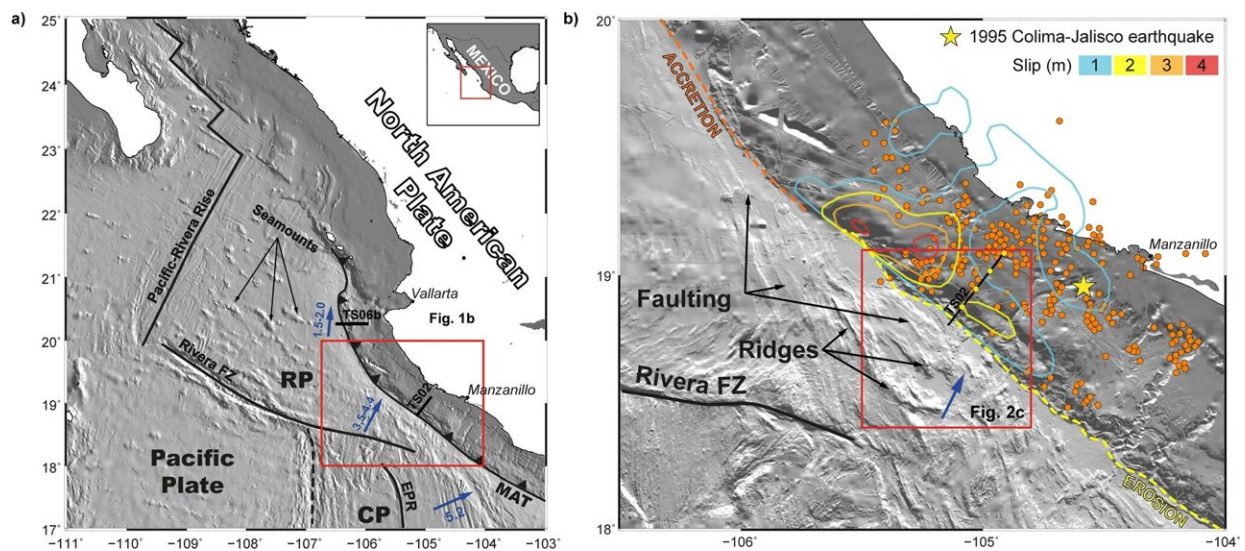 a)
MEXICO
North American
Plate
Pacific-Rivera Rise
Seamounts
Vallarta
Fig. 1b
1.5-2.0
TS06b
Rivera FZ
RP
3.5-4.4
TS02
Manzanillo
Pacific
Plate
CP
EPR
5.2
MAT
25°
24°
23°
22°
21°
20°
19°
18°
17°
−111° −110° −109° −108° −107° −106° −105° −104° −103°
b)
1995 Colima-Jalisco earthquake
Slip (m) 1 2 3 4
ACCRETION
Manzanillo
TS02
Faulting
Ridges
Rivera FZ
Fig. 2c
EROSION
20°
19°
18°
−106° −105° −104°